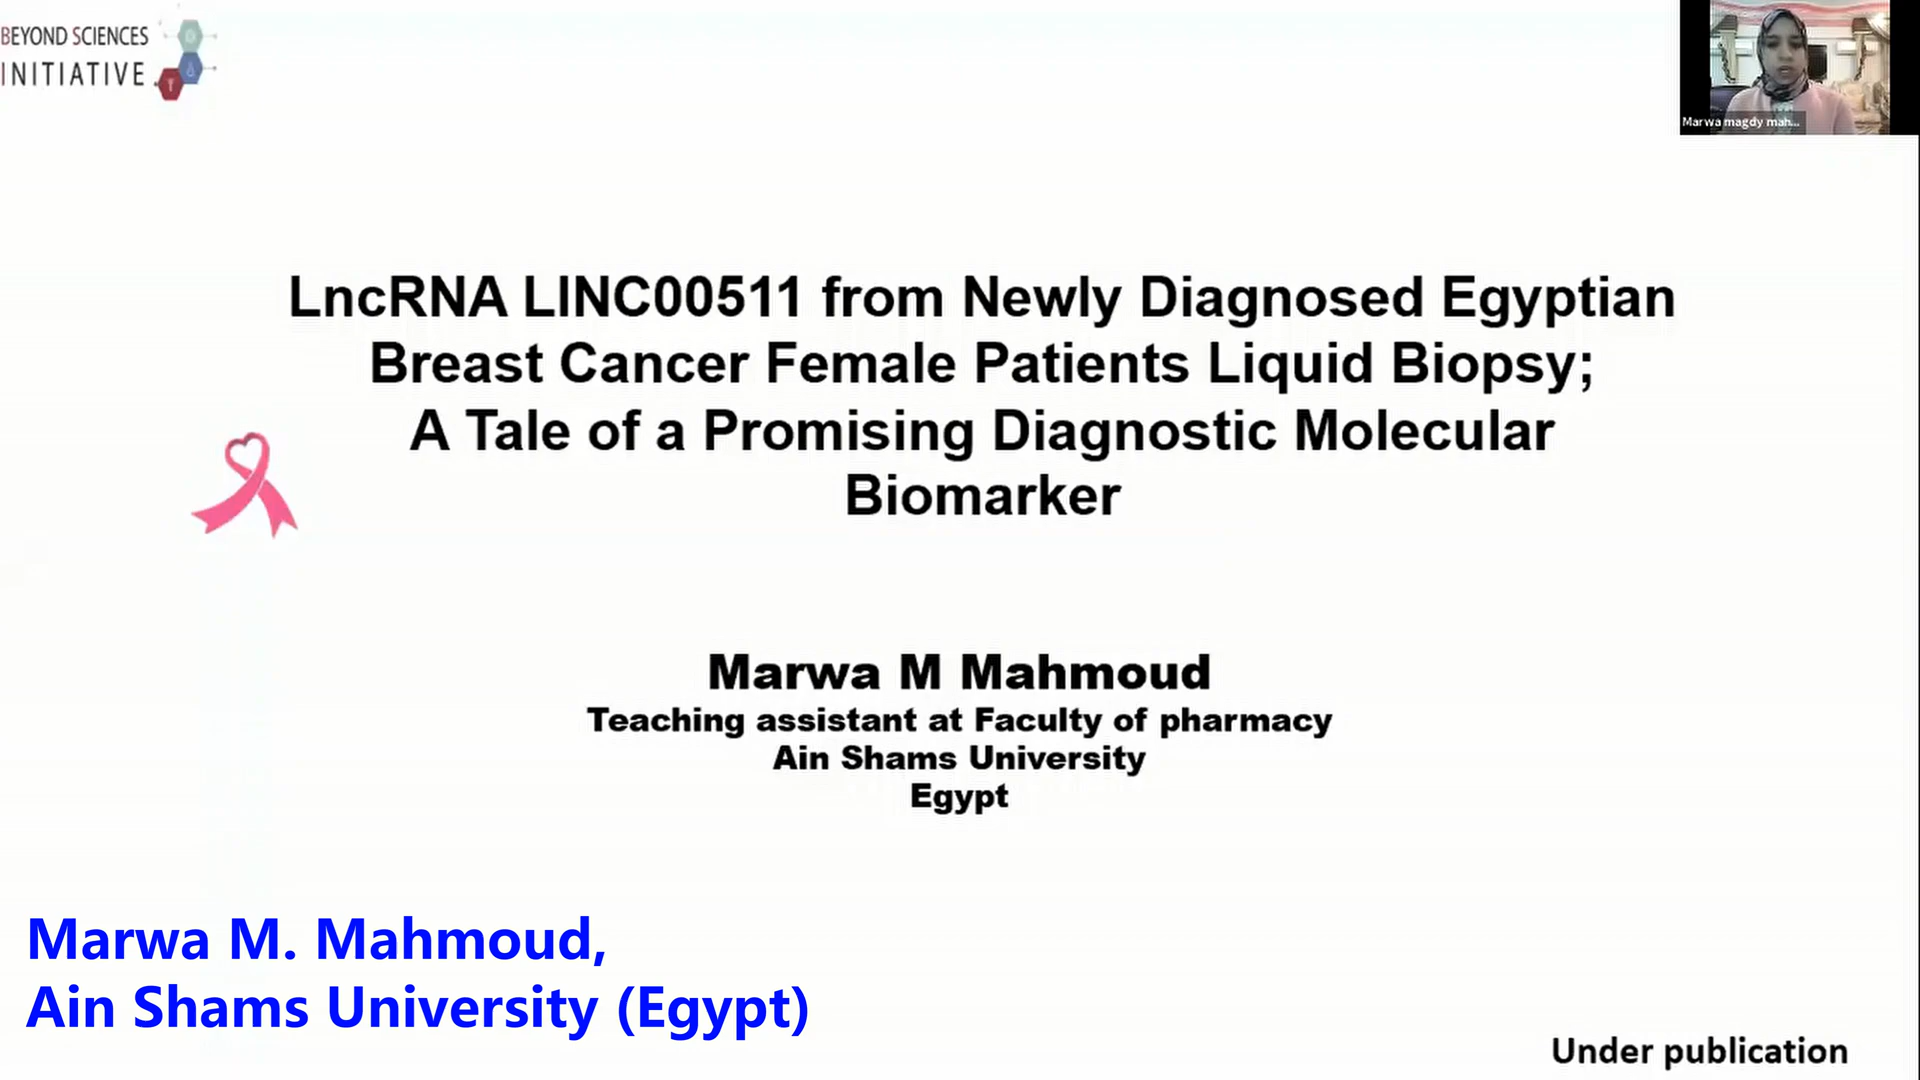 BEYOND SCIENCES
INITIATIVE
Marwa magdy mah...
LncRNA LINC00511 from Newly Diagnosed Egyptian
Breast Cancer Female Patients Liquid Biopsy;
A Tale of a Promising Diagnostic Molecular
Biomarker
Marwa M Mahmoud
Teaching assistant at Faculty of pharmacy
Ain Shams University
Egypt
Marwa M. Mahmoud,
Ain Shams University (Egypt)
Under publication